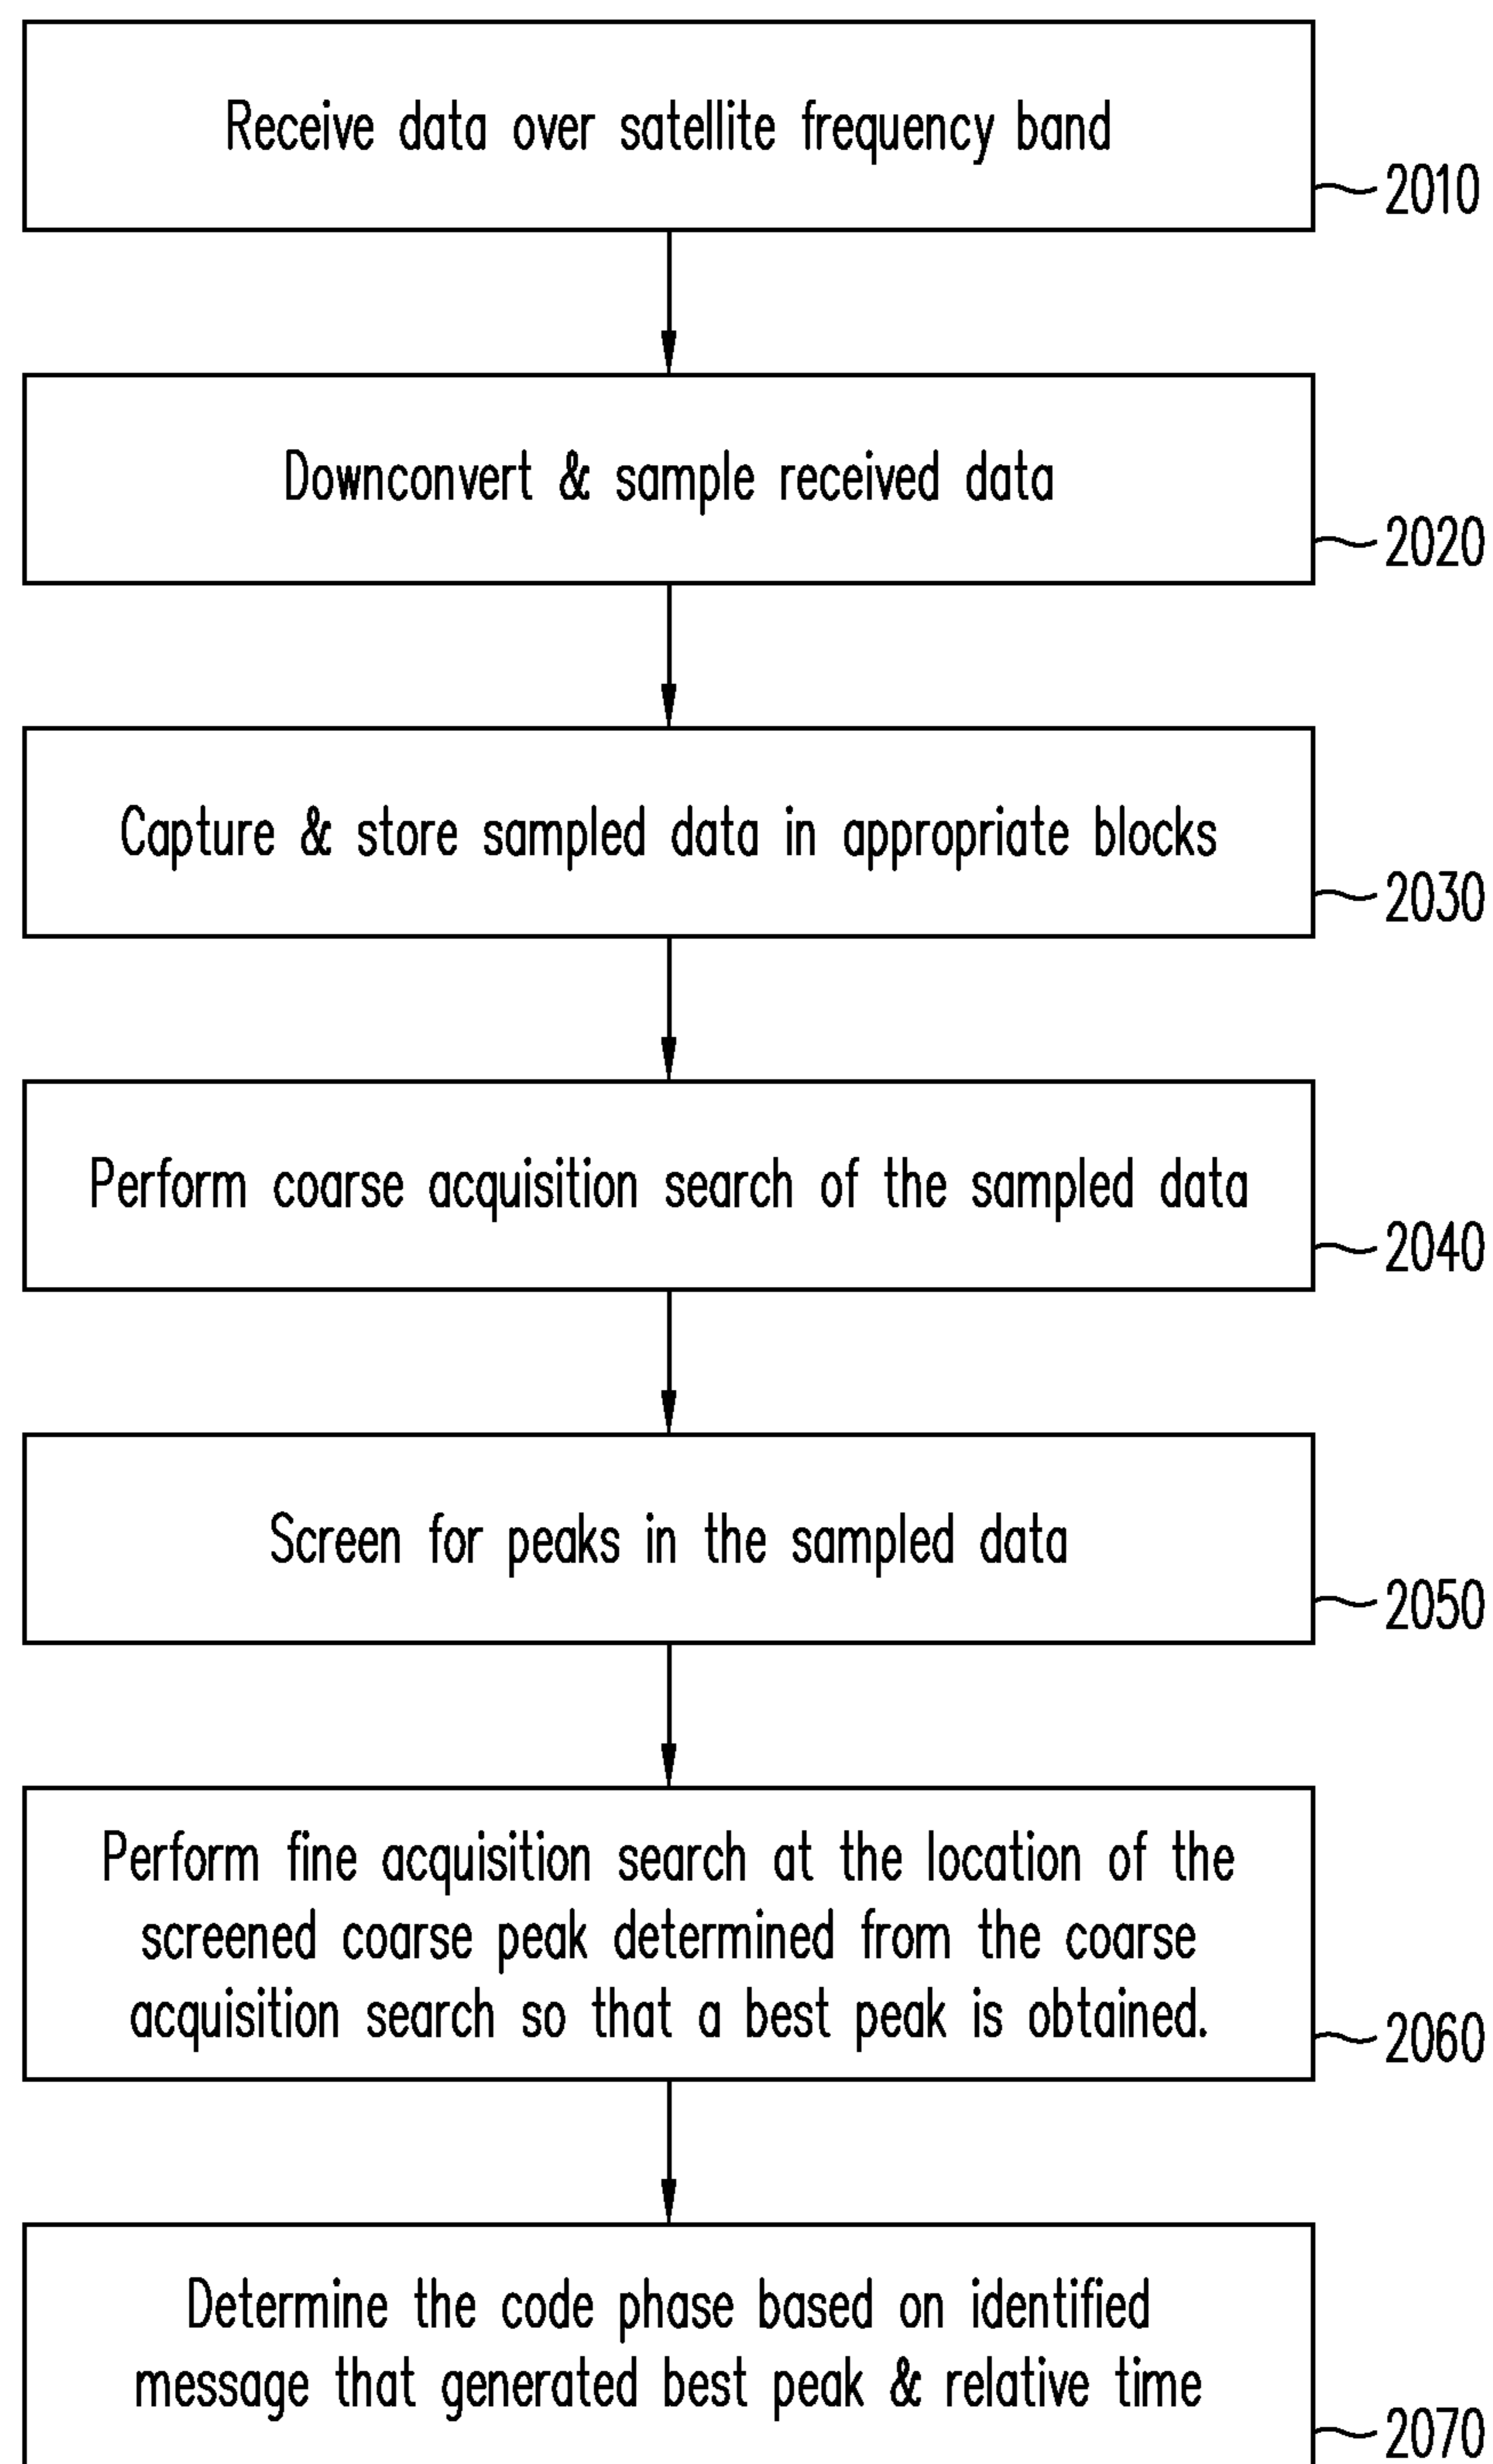 Receive data over satellite frequency band
2010
Downconvert & sample received data
2020
Capture & store sampled data in appropriate blocks
2030
Perform coarse acquisition search of the sampled data
2040
Screen for peaks in the sampled data
2050
Perform fine acquisition search at the location of the
screened coarse peak determined from the coarse
acquisition search so that a best peak is obtained.
2060
Determine the code phase based on identified
message that generated best peak & relative time
2070